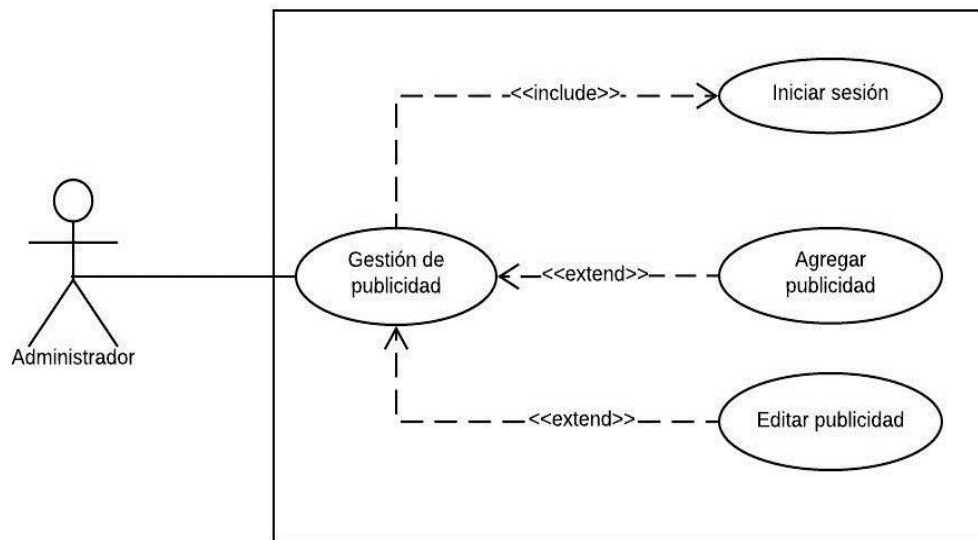 <<include>>
Iniciar sesión
Gestión de
publicidad
<<extend>>
Agregar
publicidad
Administrador
<<extend>>
Editar publicidad